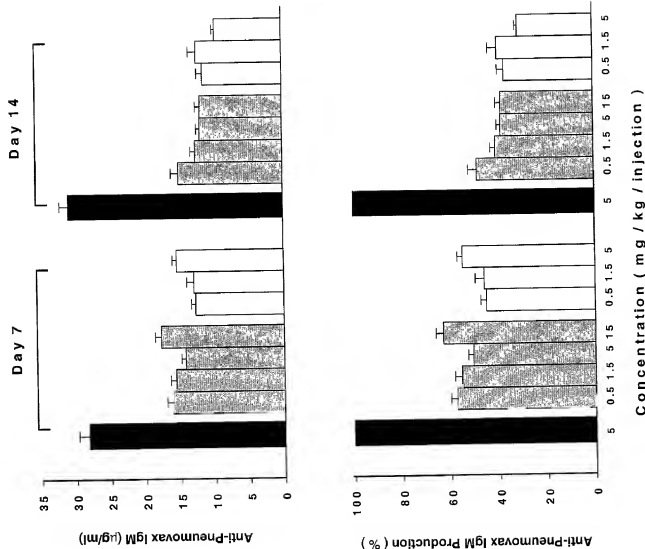 Day 7
Day 14
Anti-Pneumovax IgM (µg/ml)
35
30
25
20
15
10
5
0
Anti-Pneumovax IgM Production ( % )
100
80
60
40
20
0
5 0.5 1.5 5 15 0.5 1.5 5 5 0.5 1.5 5 15 0.5 1.5 5
Concentration ( mg / kg / injection )